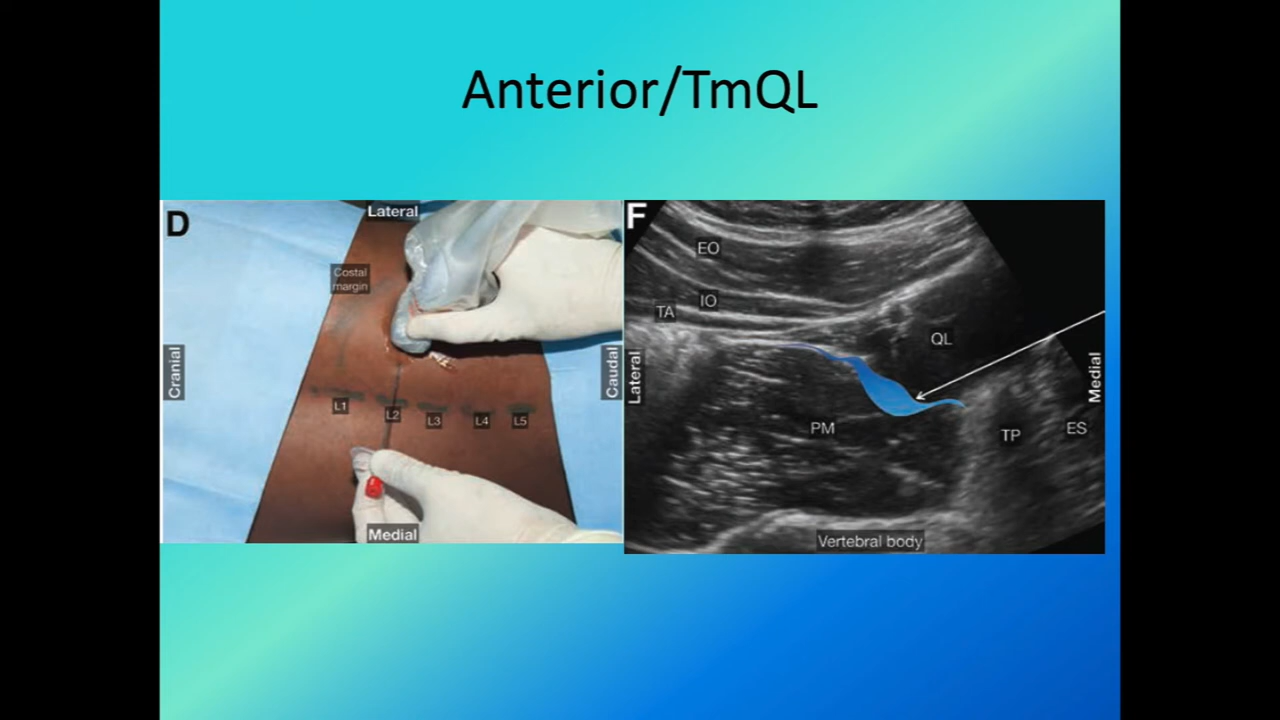 Anterior/TmQL
D
Lateral
Costal
margin
Cranial
Caudal
L1
L2
L3
L4
L5
Medial
F
EO
IO
TA
QL
Lateral
Medial
PM
TP
ES
Vertebral body